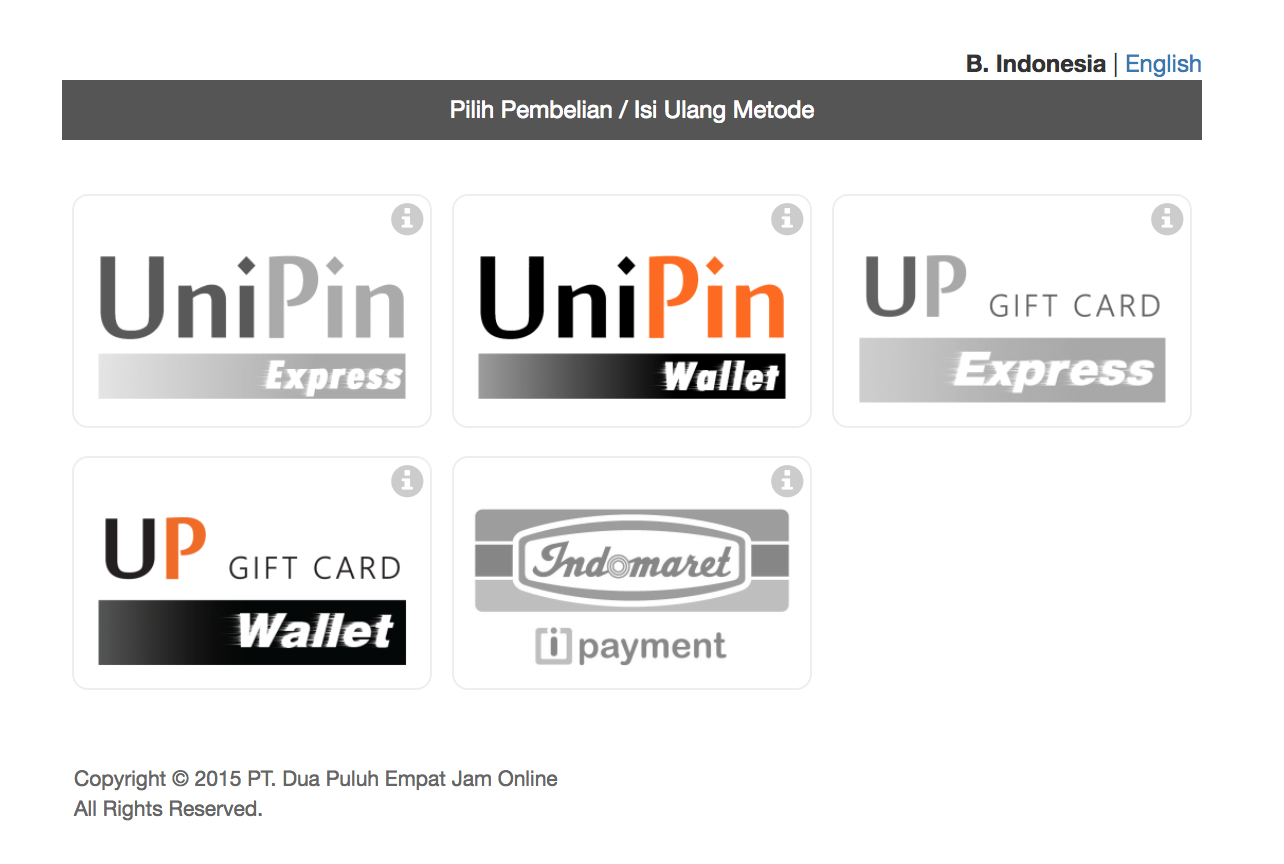 B. Indonesia | English
Pilih Pembelian / Isi Ulang Metode
UniPin
Express
UniPin
Wallet
UP GIFT CARD
Express
UP GIFT CARD
Wallet
Indomaret
i payment
Copyright © 2015 PT. Dua Puluh Empat Jam Online
All Rights Reserved.